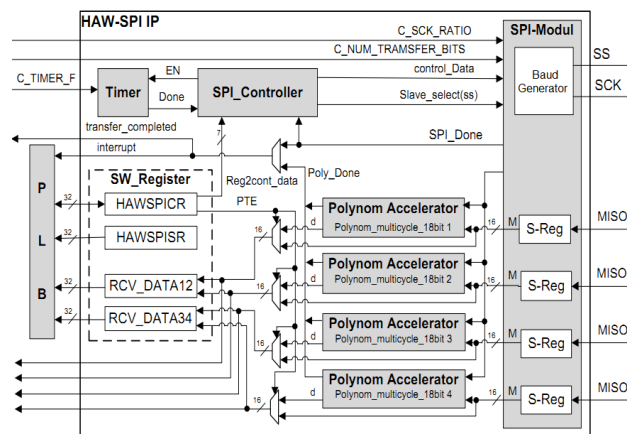 HAW-SPI IP
C_SCK_RATIO
SPI-Modul
C_NUM_TRAMSFER_BITS
SS
C_TIMER_F
EN
control_Data
Baud
Generator
Timer
SPI_Controller
SCK
Done
Slave_select(ss)
transfer_completed
7
SPI_Done
interrupt
Poly_Done
P
L
B
SW_Register
Reg2cont_data
32
HAWSPICR
PTE
Polynom Accelerator
Polynom_multicycle_18bit 1
d
16
16
M
S-Reg
MISO
32
HAWSPISR
Polynom Accelerator
Polynom_multicycle_18bit 2
d
16
16
M
S-Reg
MISO
32
RCV_DATA12
32
RCV_DATA34
Polynom Accelerator
Polynom_multicycle_18bit 3
d
16
16
M
S-Reg
MISO
Polynom Accelerator
Polynom_multicycle_18bit 4
d
16
16
M
S-Reg
MISO